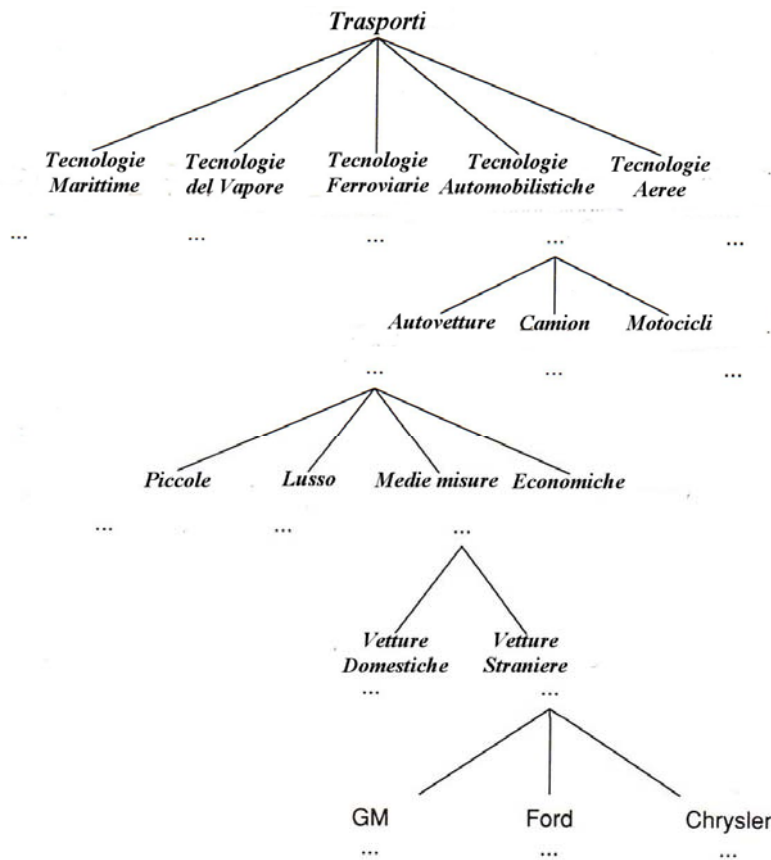 Trasporti
Tecnologie Marittime
Tecnologie del Vapore
Tecnologie Ferroviarie
Tecnologie Automobilistiche
Tecnologie Aeree
... ... ... ... ...
Autovetture Camion Motocicli
... ... ...
Piccole Lusso Medie misure Economiche
... ... ...
Vetture Domestiche
Vetture Straniere
... ...
GM Ford Chrysler
... ... ...